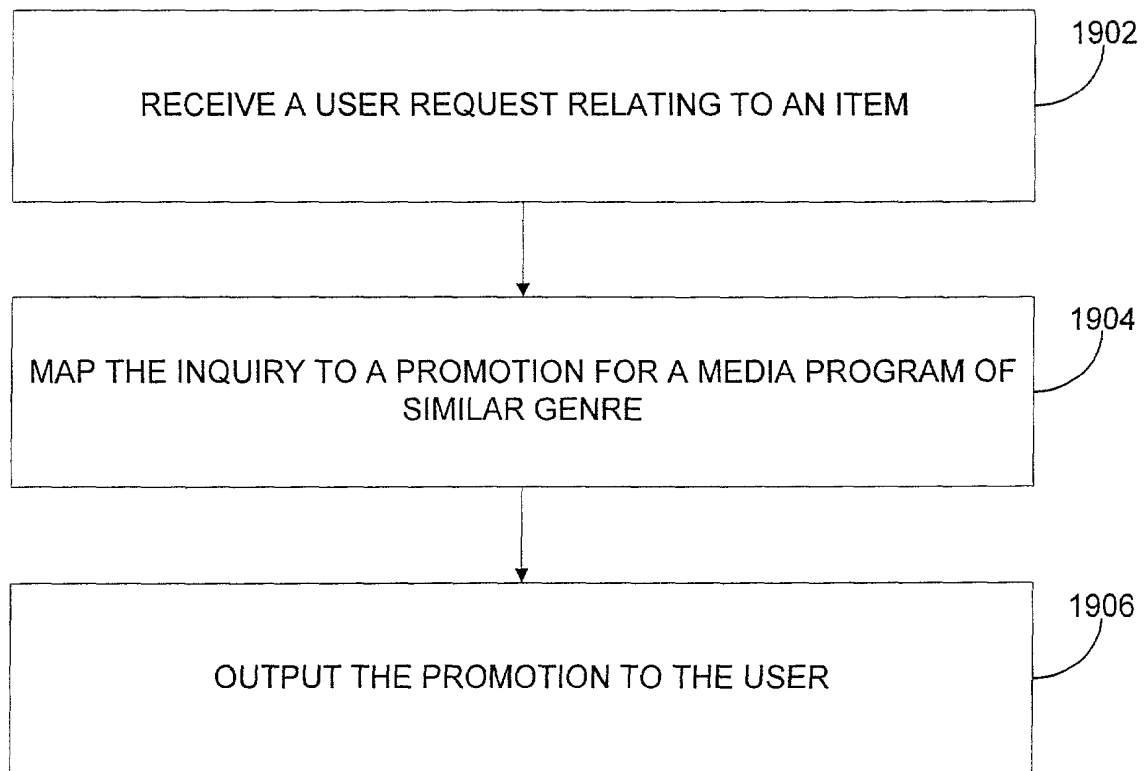 1902
RECEIVE A USER REQUEST RELATING TO AN ITEM
1904
MAP THE INQUIRY TO A PROMOTION FOR A MEDIA PROGRAM OF
SIMILAR GENRE
1906
OUTPUT THE PROMOTION TO THE USER